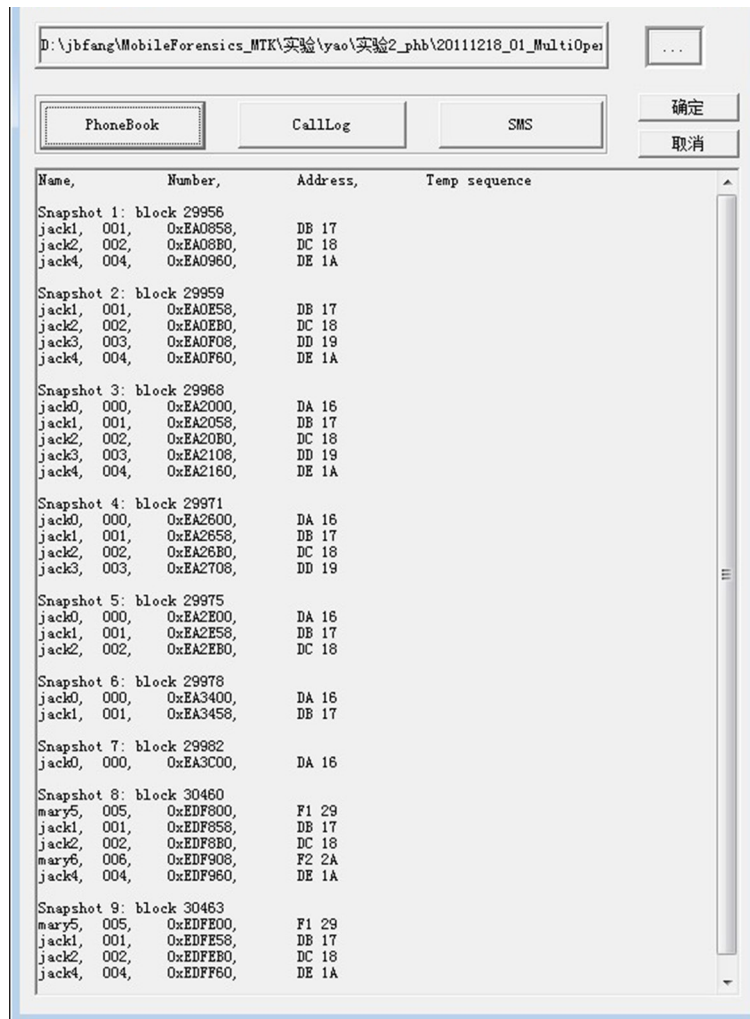 D:\jbfang\MobileForensics_MTK\实验\yao\实验2_phb\20111218_01_MultiOper
...
PhoneBook CallLog SMS
确定
取消
Name, Number, Address, Temp sequence
Snapshot 1: block 29956
jack1, 001, 0xEA0858, DB 17
jack2, 002, 0xEA08B0, DC 18
jack4, 004, 0xEA0960, DE 1A
Snapshot 2: block 29959
jack1, 001, 0xEA0E58, DB 17
jack2, 002, 0xEA0EB0, DC 18
jack3, 003, 0xEA0F08, DD 19
jack4, 004, 0xEA0F60, DE 1A
Snapshot 3: block 29968
jack0, 000, 0xEA2000, DA 16
jack1, 001, 0xEA2058, DB 17
jack2, 002, 0xEA20B0, DC 18
jack3, 003, 0xEA2108, DD 19
jack4, 004, 0xEA2160, DE 1A
Snapshot 4: block 29971
jack0, 000, 0xEA2600, DA 16
jack1, 001, 0xEA2658, DB 17
jack2, 002, 0xEA26B0, DC 18
jack3, 003, 0xEA2708, DD 19
Snapshot 5: block 29975
jack0, 000, 0xEA2E00, DA 16
jack1, 001, 0xEA2E58, DB 17
jack2, 002, 0xEA2EB0, DC 18
Snapshot 6: block 29978
jack0, 000, 0xEA3400, DA 16
jack1, 001, 0xEA3458, DB 17
Snapshot 7: block 29982
jack0, 000, 0xEA3C00, DA 16
Snapshot 8: block 30460
mary5, 005, 0xEDF800, F1 29
jack1, 001, 0xEDF858, DB 17
jack2, 002, 0xEDF8B0, DC 18
mary6, 006, 0xEDF908, F2 2A
jack4, 004, 0xEDF960, DE 1A
Snapshot 9: block 30463
mary5, 005, 0xEDFE00, F1 29
jack1, 001, 0xEDFE58, DB 17
jack2, 002, 0xEDFEB0, DC 18
jack4, 004, 0xEDFF60, DE 1A